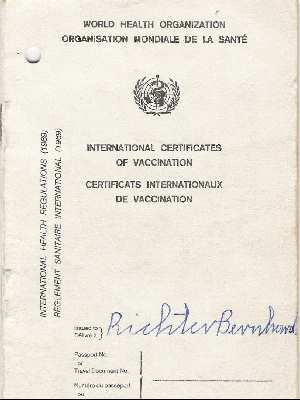 WORLD HEALTH ORGANIZATION
ORGANISATION MONDIALE DE LA SANTÉ
INTERNATIONAL HEALTH REGULATIONS (1969)
RÈGLEMENT SANITAIRE INTERNATIONAL (1969)
INTERNATIONAL CERTIFICATES
OF VACCINATION
CERTIFICATS INTERNATIONAUX
DE VACCINATION
Issued to
Délivré à
Richter Bernhard
Passport No.
or
Travel Document No.
Numéro du passeport
ou